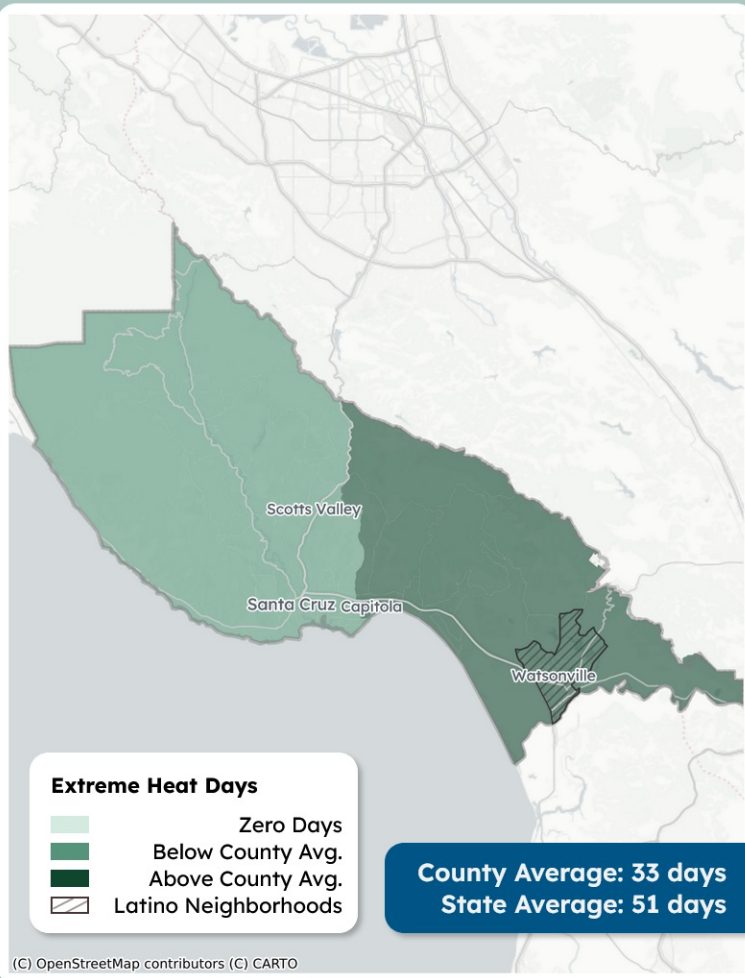 Scotts Valley
Santa Cruz
Capitola
Watsonville
Extreme Heat Days
Zero Days
Below County Avg.
Above County Avg.
Latino Neighborhoods
County Average: 33 days
State Average: 51 days
(C) OpenStreetMap contributors (C) CARTO